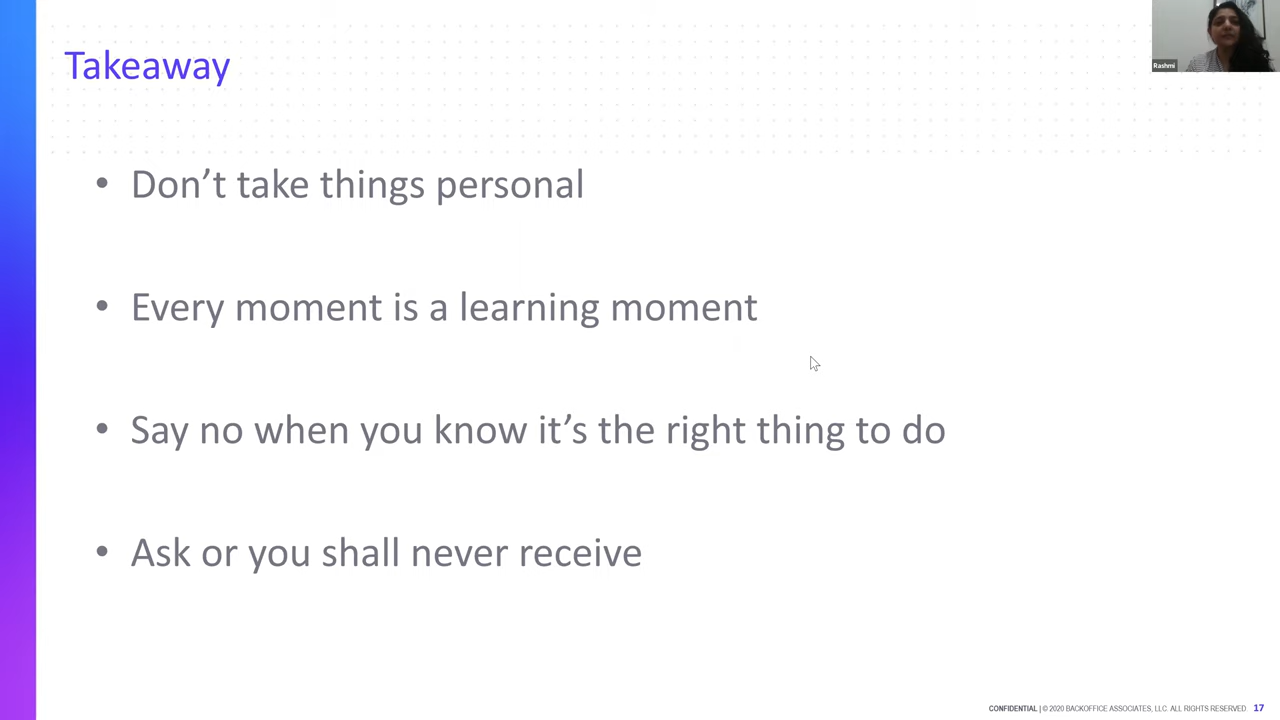 Takeaway
Rashmi
• Don’t take things personal
• Every moment is a learning moment
• Say no when you know it’s the right thing to do
• Ask or you shall never receive
CONFIDENTIAL | © 2020 BACKOFFICE ASSOCIATES, LLC. ALL RIGHTS RESERVED. 17